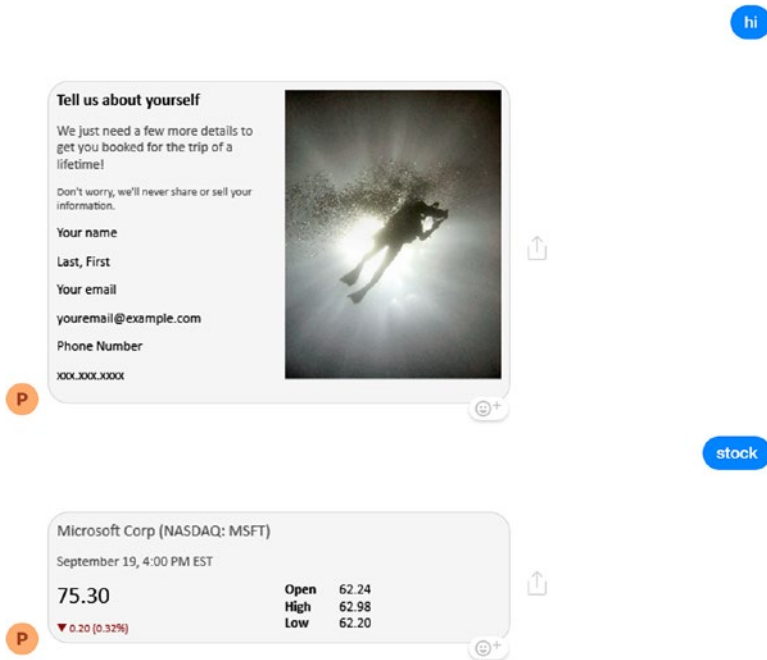 hi
Tell us about yourself
We just need a few more details to
get you booked for the trip of a
lifetime!
Don't worry, we'll never share or sell your
information.
Your name
Last, First
Your email
youremail@example.com
Phone Number
xxx.xxx.xxxx
P
stock
Microsoft Corp (NASDAQ: MSFT)
September 19, 4:00 PM EST
75.30
Open 62.24
High 62.98
▼ 0.20 (0.32%)
Low 62.20
P